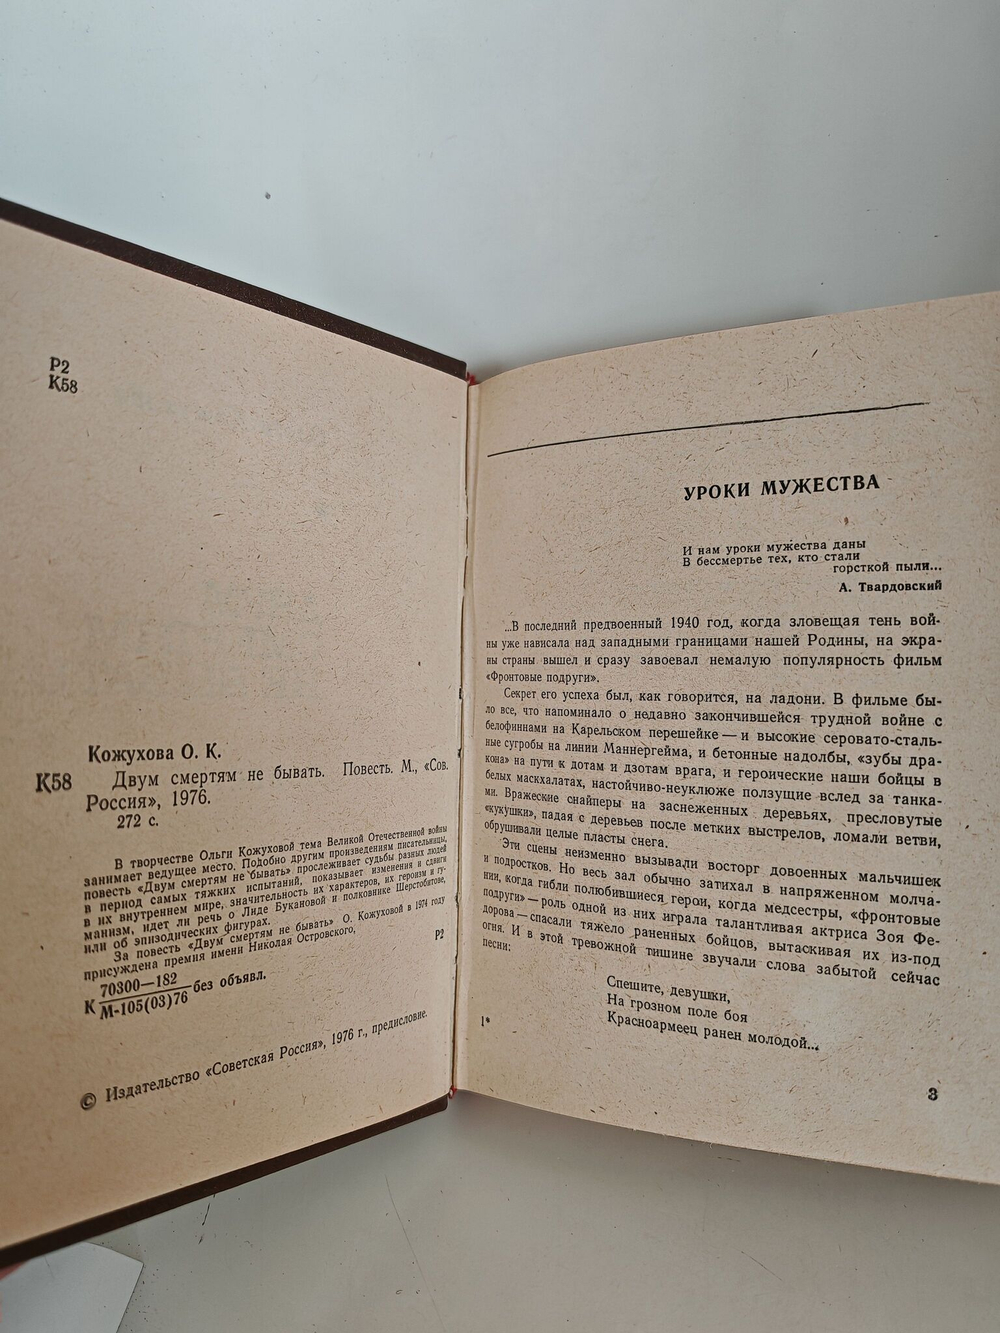 Р2
К58
Кожухова О. К.
К58 Двум смертям не бывать. Повесть. М., «Сов.
Россия», 1976.
272 с.
В творчестве Ольги Кожуховой тема Великой Отечественной войны
занимает ведущее место. Подобно другим произведениям писательницы,
повесть «Двум смертям не бывать» прослеживает судьбы разных людей
в период самых тяжких испытаний, показывает изменения и сдвиги
в их внутреннем мире, значительность их характеров, их героизм и гу-
манизм, идет ли речь о Лиде Букановой и полковнике Шерстобитове,
или об эпизодических фигурах.
За повесть «Двум смертям не бывать» О. Кожуховой в 1974 году
присуждена премия имени Николая Островского.
К 70300—182
М-105(03)76 без объявл.
Р2
© Издательство «Советская Россия», 1976 г., предисловие.
УРОКИ МУЖЕСТВА
И нам уроки мужества даны
В бессмертье тех, кто стали
горсткой пыли...
А. Твардовский
...В последний предвоенный 1940 год, когда зловещая тень вой-
ны уже нависала над западными границами нашей Родины, на экра-
ны страны вышел и сразу завоевал немалую популярность фильм
«Фронтовые подруги».
Секрет его успеха был, как говорится, на ладони. В фильме бы-
ло все, что напоминало о недавно закончившейся трудной войне с
белофиннами на Карельском перешейке — и высокие серовато-сталь-
ные сугробы на линии Маннергейма, и бетонные надолбы, «зубы дра-
кона» на пути к дотам и дзотам врага, и героические наши бойцы в
белых маскхалатах, настойчиво-неуклюже ползущие вслед за танка-
ми. Вражеские снайперы на заснеженных деревьях, пресловутые
«кукушки», падая с деревьев после метких выстрелов, ломали ветви,
обрушивали целые пласты снега.
Эти сцены неизменно вызывали восторг довоенных мальчишек
и подростков. Но весь зал обычно затихал в напряженном молча-
нии, когда гибли полюбившиеся герои, когда медсестры, «фронтовые
подруги» — роль одной из них играла талантливая актриса Зоя Фе-
дорова — спасали тяжело раненных бойцов, вытаскивая их из-под
огня. И в этой тревожной тишине звучали слова забытой сейчас
песни:
Спешите, девушки,
На грозном поле боя
Красноармеец ранен молодой...
1*
3